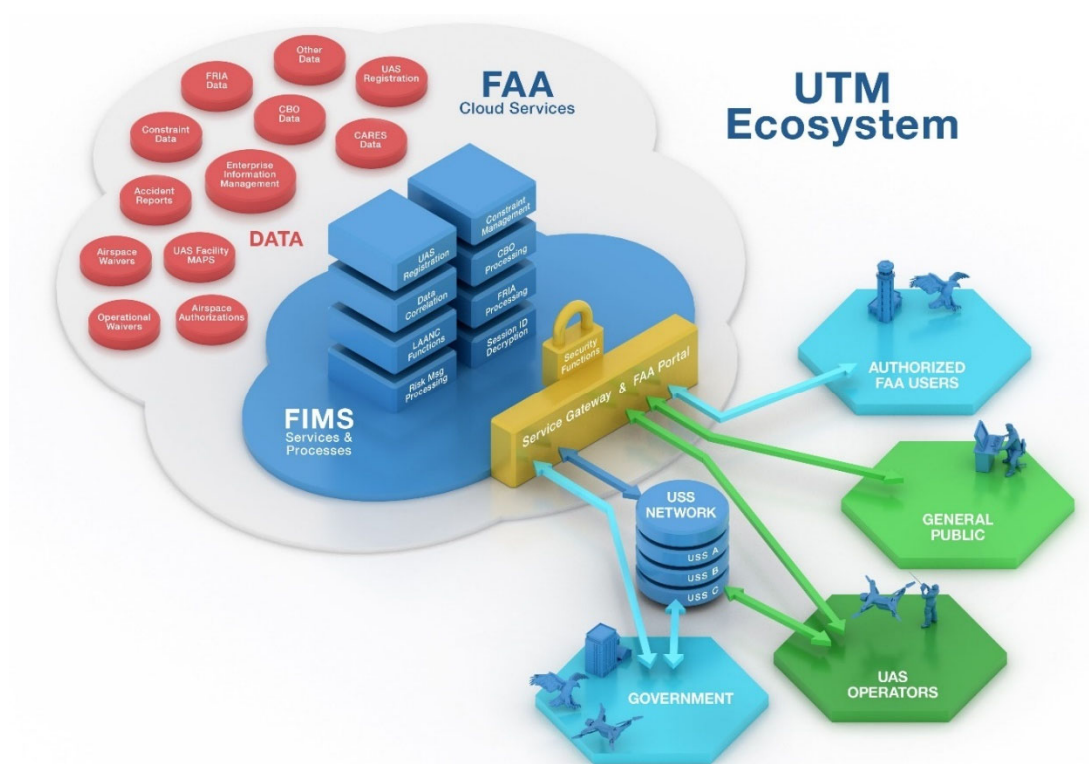 FAA
Cloud Services
UTM
Ecosystem
Other
Data
FRIA
Data
UAS
Registration
CBO
Data
Constraint
Data
CARES
Data
Enterprise
Information
Management
Accident
Reports
DATA
Airspace
Waivers
UAS Facility
MAPS
Operational
Waivers
Airspace
Authorizations
UAS
Registration
Data
Correlation
LAANC
Functions
Risk Msg
Processing
Constraint
Management
CBO
Processing
FRIA
Processing
Session ID
Decryption
FIMS
Services &
Processes
Security
Functions
Service Gateway & FAA Portal
USS
NETWORK
USS A
USS B
USS C
AUTHORIZED
FAA USERS
GENERAL
PUBLIC
UAS
OPERATORS
GOVERNMENT